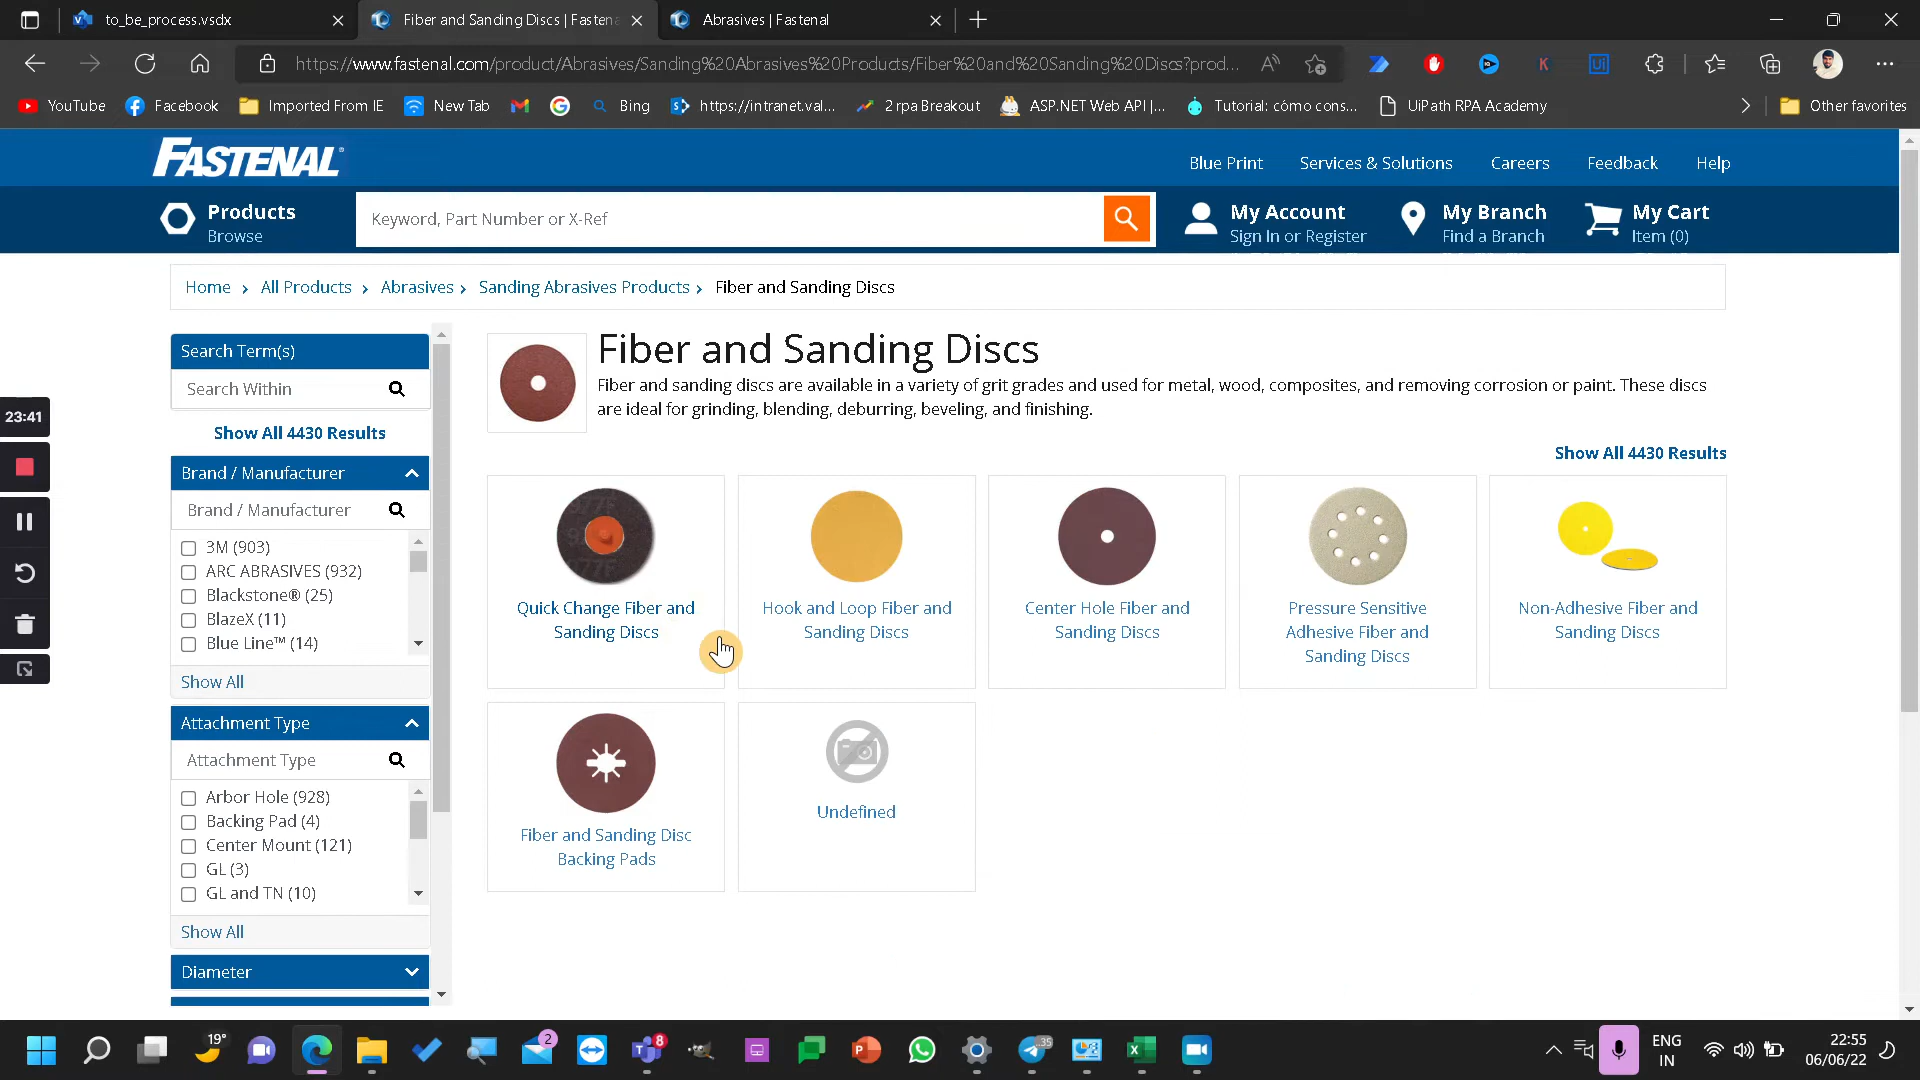 to_be_process.vsdx
Fiber and Sanding Discs | Fastena
Abrasives | Fastenal
https://www.fastenal.com/product/Abrasives/Sanding%20Abrasives%20Products/Fiber%20and%20Sanding%20Discs?prod...
YouTube
Facebook
Imported From IE
New Tab
Bing
https://intranet.val...
2 rpa Breakout
ASP.NET Web API |...
Tutorial: cómo cons...
UiPath RPA Academy
Other favorites
FASTENAL
Blue Print
Services & Solutions
Careers
Feedback
Help
Products
Browse
Keyword, Part Number or X-Ref
My Account
Sign In or Register
My Branch
Find a Branch
My Cart
Item (0)
Home › All Products › Abrasives › Sanding Abrasives Products › Fiber and Sanding Discs
Search Term(s)
Search Within
Show All 4430 Results
Brand / Manufacturer
Brand / Manufacturer
3M (903)
ARC ABRASIVES (932)
Blackstone® (25)
BlazeX (11)
Blue Line™ (14)
Show All
Attachment Type
Attachment Type
Arbor Hole (928)
Backing Pad (4)
Center Mount (121)
GL (3)
GL and TN (10)
Show All
Diameter
Fiber and Sanding Discs
Fiber and sanding discs are available in a variety of grit grades and used for metal, wood, composites, and removing corrosion or paint. These discs
are ideal for grinding, blending, deburring, beveling, and finishing.
Show All 4430 Results
Quick Change Fiber and
Sanding Discs
Hook and Loop Fiber and
Sanding Discs
Center Hole Fiber and
Sanding Discs
Pressure Sensitive
Adhesive Fiber and
Sanding Discs
Non-Adhesive Fiber and
Sanding Discs
Fiber and Sanding Disc
Backing Pads
Undefined
23:41
19°
2
8
35
ENG
IN
22:55
06/06/22